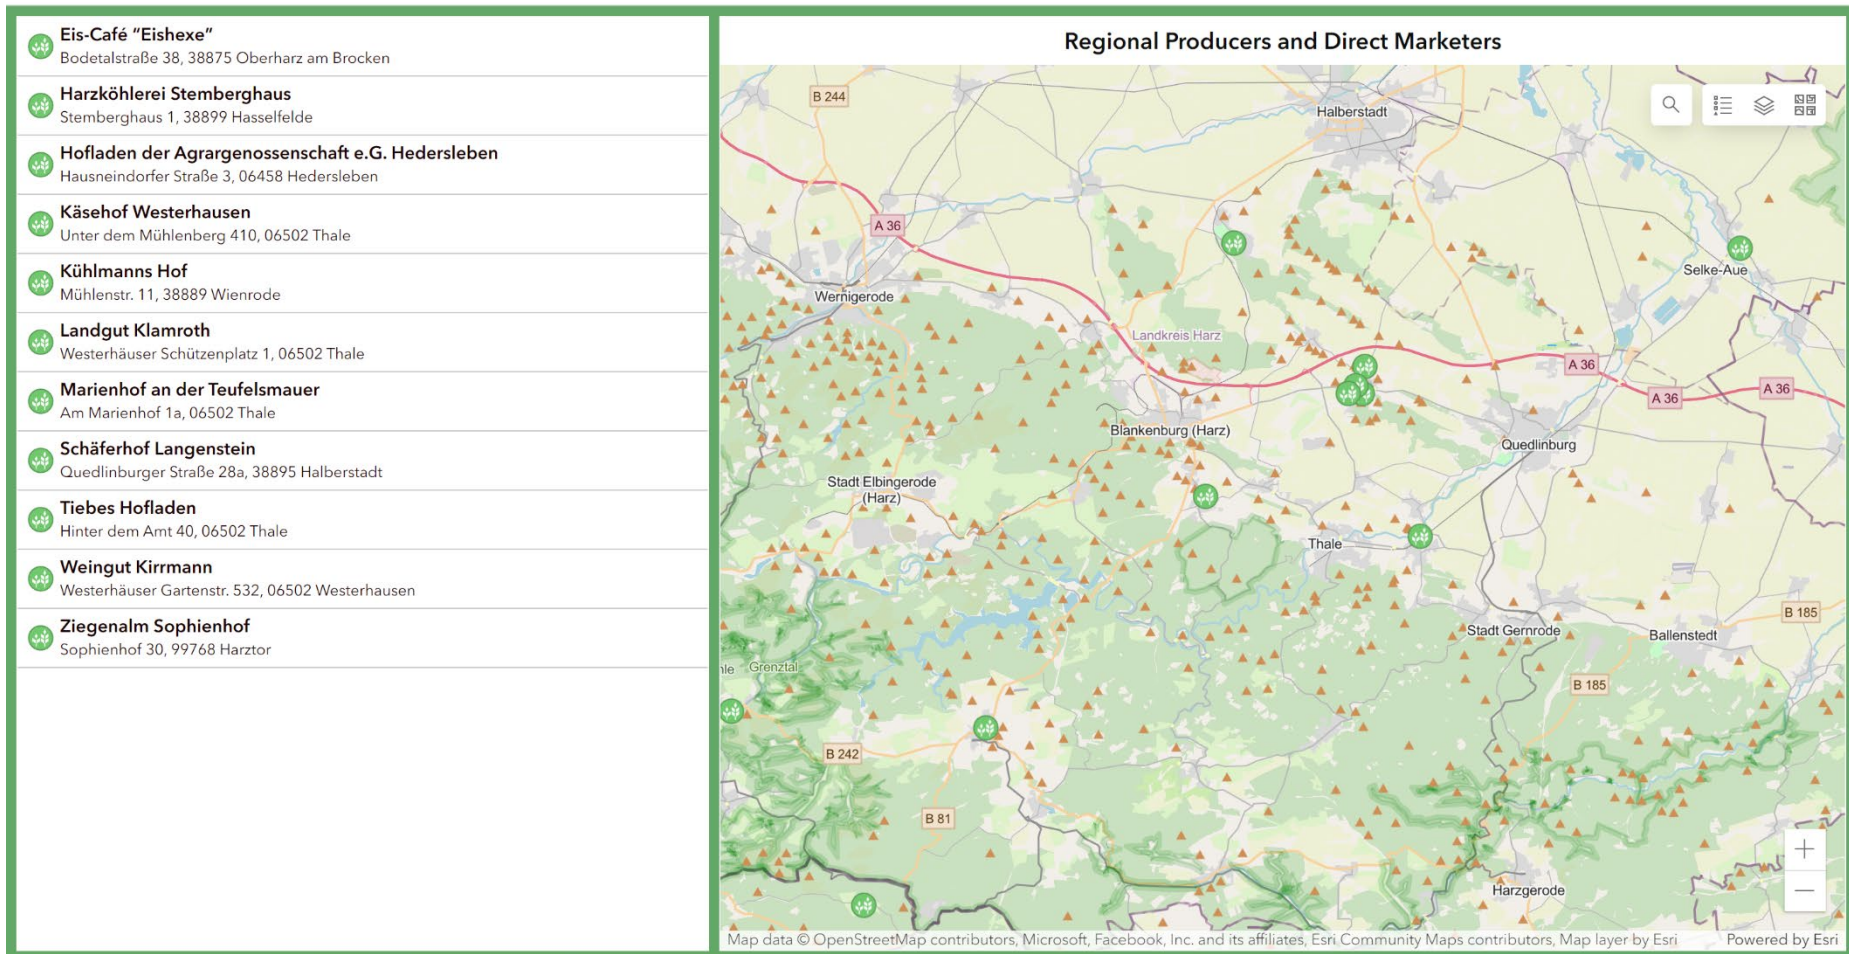 Eis-Café “Eishexe”
Bodetalstraße 38, 38875 Oberharz am Brocken
Harzköhlerei Stemberghaus
Stemberghaus 1, 38899 Hasselfelde
Hofladen der Agrargenossenschaft e.G. Hedersleben
Hausneindorfer Straße 3, 06458 Hedersleben
Käsehof Westerhausen
Unter dem Mühlenberg 410, 06502 Thale
Kühlmanns Hof
Mühlenstr. 11, 38889 Wienrode
Landgut Klamroth
Westerhäuser Schützenplatz 1, 06502 Thale
Marienhof an der Teufelsmauer
Am Marienhof 1a, 06502 Thale
Schäferhof Langenstein
Quedlinburger Straße 28a, 38895 Halberstadt
Tiebes Hofladen
Hinter dem Amt 40, 06502 Thale
Weingut Kirrmann
Westerhäuser Gartenstr. 532, 06502 Westerhausen
Ziegenalm Sophienhof
Sophienhof 30, 99768 Harztor
Regional Producers and Direct Marketers
B 244
Halberstadt
A 36
Selke-Aue
Wernigerode
Landkreis Harz
A 36
A 36
A 36
Blankenburg (Harz)
Quedlinburg
Stadt Elbingerode
(Harz)
Thale
B 185
Stadt Gernrode
Ballenstedt
Grenztal
B 185
B 242
B 81
Harzgerode
Map data © OpenStreetMap contributors, Microsoft, Facebook, Inc. and its affiliates, Esri Community Maps contributors, Map layer by Esri
Powered by Esri